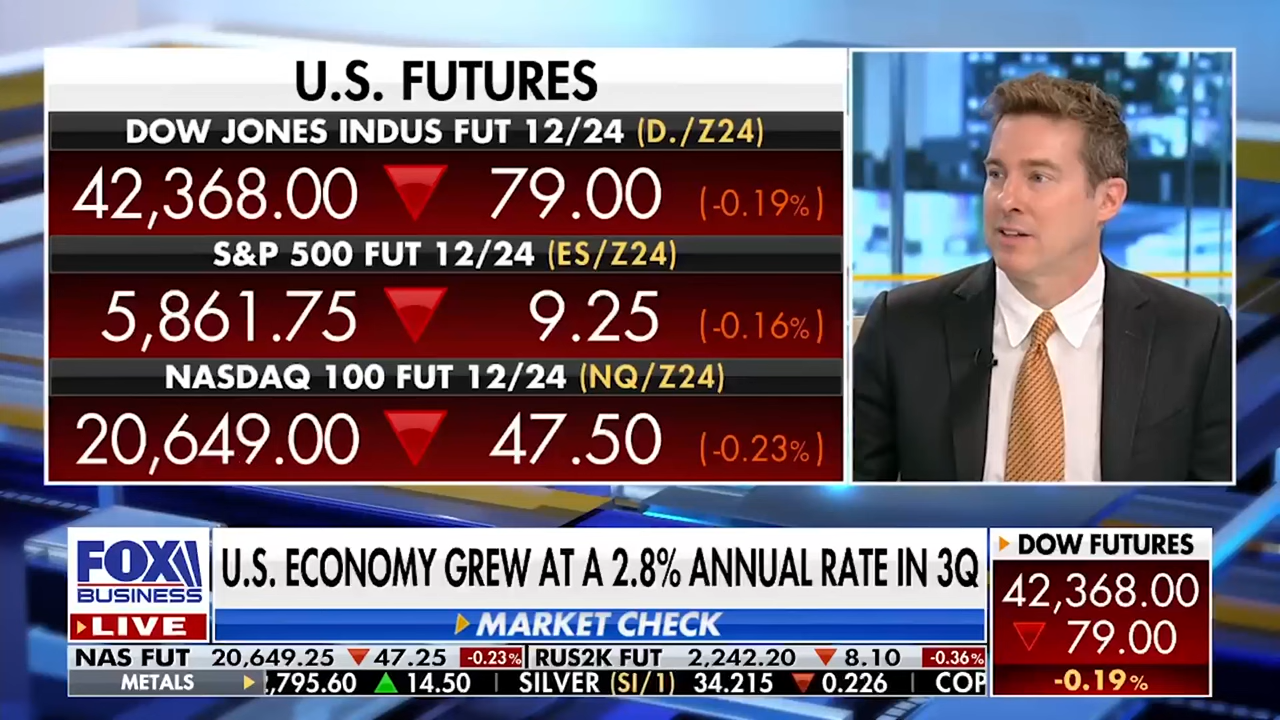 U.S. FUTURES
DOW JONES INDUS FUT 12/24 (D./Z24)
42,368.00 ▼ 79.00 (-0.19%)
S&P 500 FUT 12/24 (ES/Z24)
5,861.75 ▼ 9.25 (-0.16%)
NASDAQ 100 FUT 12/24 (NQ/Z24)
20,649.00 ▼ 47.50 (-0.23%)
FOX
BUSINESS
LIVE
U.S. ECONOMY GREW AT A 2.8% ANNUAL RATE IN 3Q
MARKET CHECK
NAS FUT 20,649.25 ▼ 47.25 -0.23% RUS2K FUT 2,242.20 ▼ 8.10 -0.36%
METALS ,795.60 ▲ 14.50 SILVER (SI/1) 34.215 ▼ 0.226 COP
DOW FUTURES
42,368.00
▼ 79.00
-0.19%